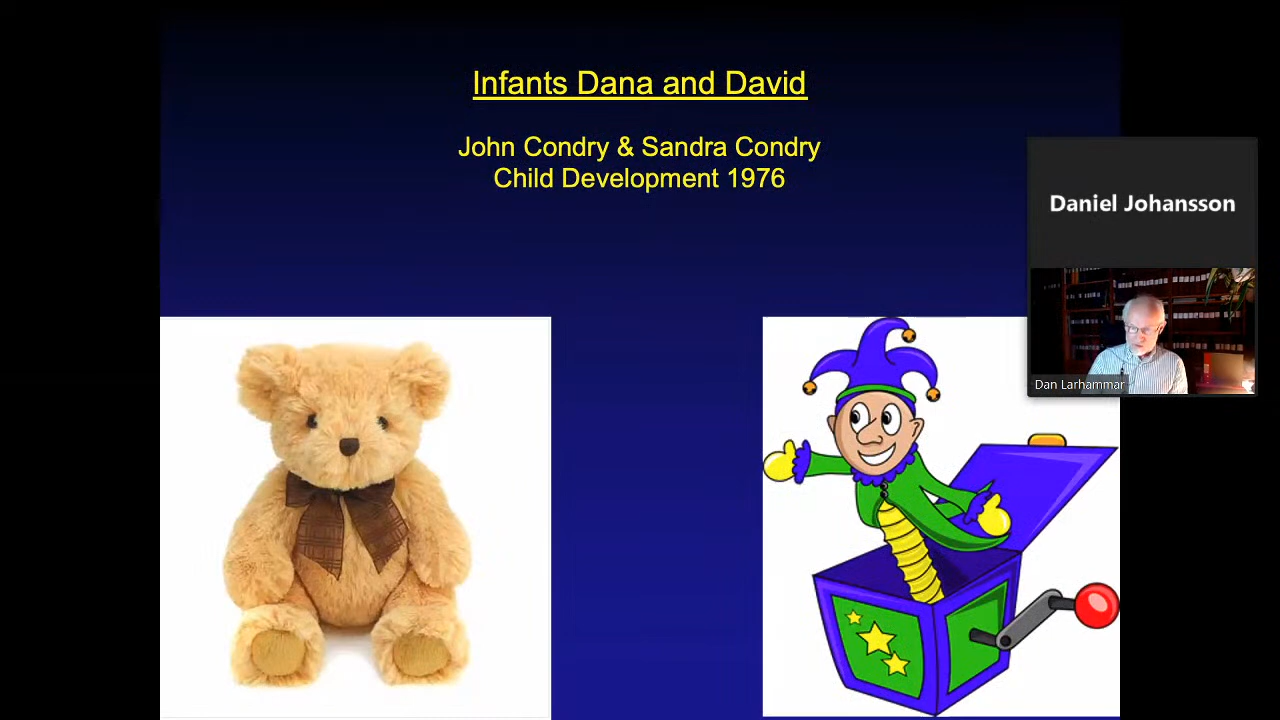 Infants Dana and David
John Condry & Sandra Condry
Child Development 1976
Daniel Johansson
Dan Larhammar